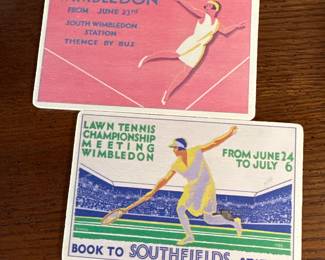 WIMBLEDON
FROM JUNE 23RD
SOUTH WIMBLEDON
STATION
THENCE BY BUS
LAWN TENNIS
CHAMPIONSHIP
MEETING
WIMBLEDON
FROM JUNE 24
TO JULY 6
BOOK TO SOUTHFIELDS